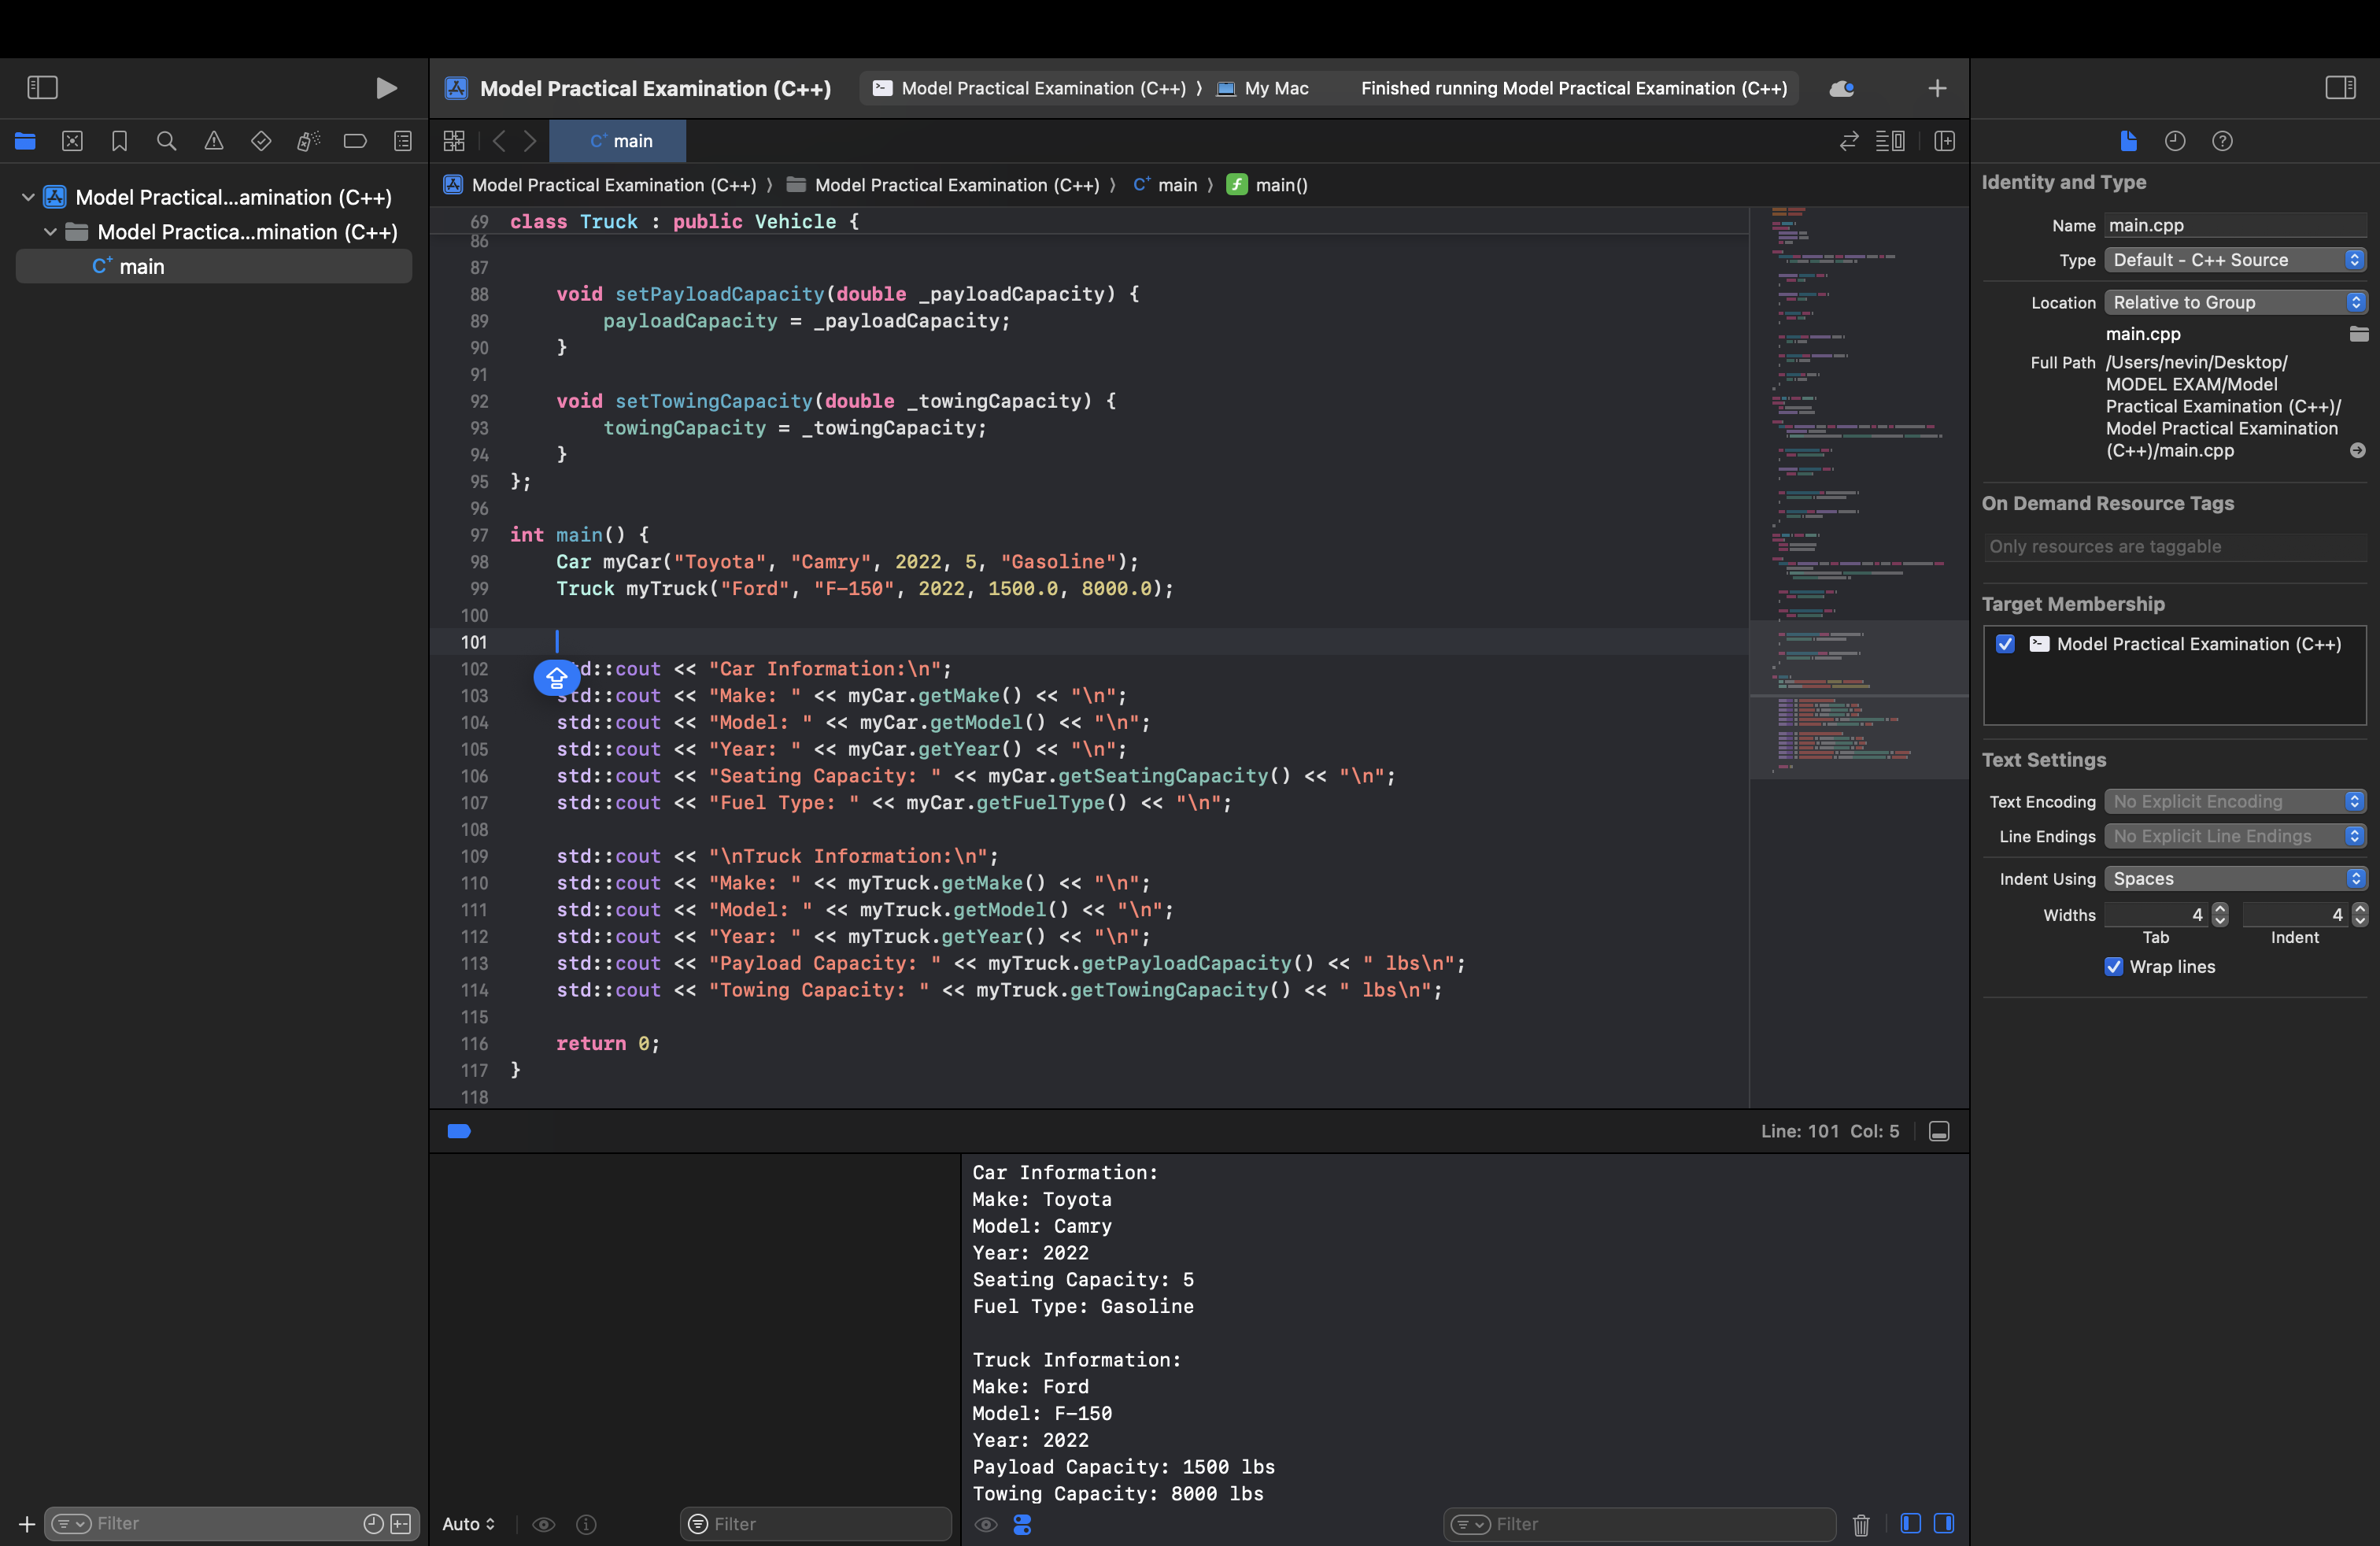 Model Practical Examination (C++)
Model Practical Examination (C++) ⟩ My Mac
Finished running Model Practical Examination (C++)
main
Model Practical...amination (C++)
Model Practica...mination (C++)
main
Model Practical Examination (C++) ⟩ Model Practical Examination (C++) ⟩ main ⟩ main()
69 class Truck : public Vehicle {
86
87
88     void setPayloadCapacity(double _payloadCapacity) {
89         payloadCapacity = _payloadCapacity;
90     }
91
92     void setTowingCapacity(double _towingCapacity) {
93         towingCapacity = _towingCapacity;
94     }
95 };
96
97 int main() {
98     Car myCar("Toyota", "Camry", 2022, 5, "Gasoline");
99     Truck myTruck("Ford", "F-150", 2022, 1500.0, 8000.0);
100
101
102     std::cout << "Car Information:\n";
103     std::cout << "Make: " << myCar.getMake() << "\n";
104     std::cout << "Model: " << myCar.getModel() << "\n";
105     std::cout << "Year: " << myCar.getYear() << "\n";
106     std::cout << "Seating Capacity: " << myCar.getSeatingCapacity() << "\n";
107     std::cout << "Fuel Type: " << myCar.getFuelType() << "\n";
108
109     std::cout << "\nTruck Information:\n";
110     std::cout << "Make: " << myTruck.getMake() << "\n";
111     std::cout << "Model: " << myTruck.getModel() << "\n";
112     std::cout << "Year: " << myTruck.getYear() << "\n";
113     std::cout << "Payload Capacity: " << myTruck.getPayloadCapacity() << " lbs\n";
114     std::cout << "Towing Capacity: " << myTruck.getTowingCapacity() << " lbs\n";
115
116     return 0;
117 }
118
Line: 101 Col: 5
Car Information:
Make: Toyota
Model: Camry
Year: 2022
Seating Capacity: 5
Fuel Type: Gasoline

Truck Information:
Make: Ford
Model: F-150
Year: 2022
Payload Capacity: 1500 lbs
Towing Capacity: 8000 lbs
Filter
Auto
Filter
Filter
Identity and Type
Name main.cpp
Type Default - C++ Source
Location Relative to Group
main.cpp
Full Path /Users/nevin/Desktop/
MODEL EXAM/Model
Practical Examination (C++)/
Model Practical Examination
(C++)/main.cpp
On Demand Resource Tags
Only resources are taggable
Target Membership
Model Practical Examination (C++)
Text Settings
Text Encoding No Explicit Encoding
Line Endings No Explicit Line Endings
Indent Using Spaces
Widths 4 4
Tab Indent
Wrap lines